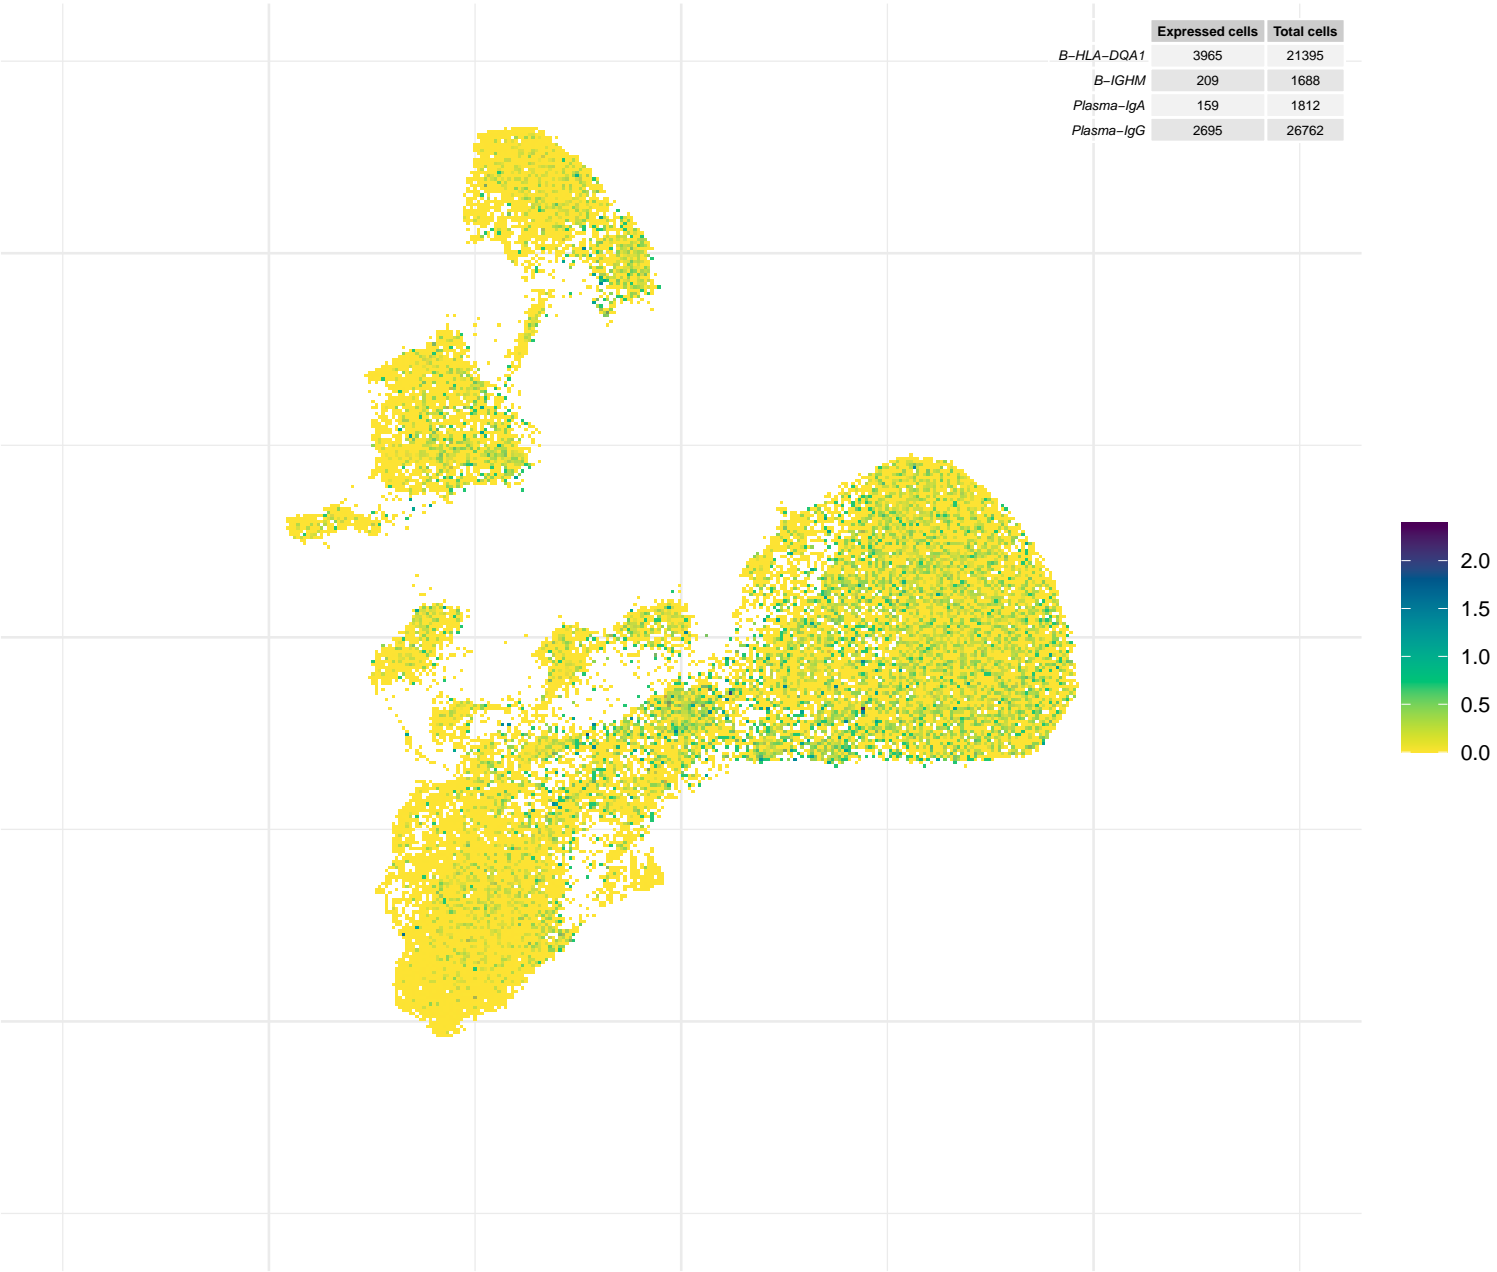 Expressed cells Total cells
B−HLA−DQA1 3965 21395
B−IGHM 209 1688
Plasma−IgA 159 1812
Plasma−IgG 2695 26762
2.0
1.5
1.0
0.5
0.0